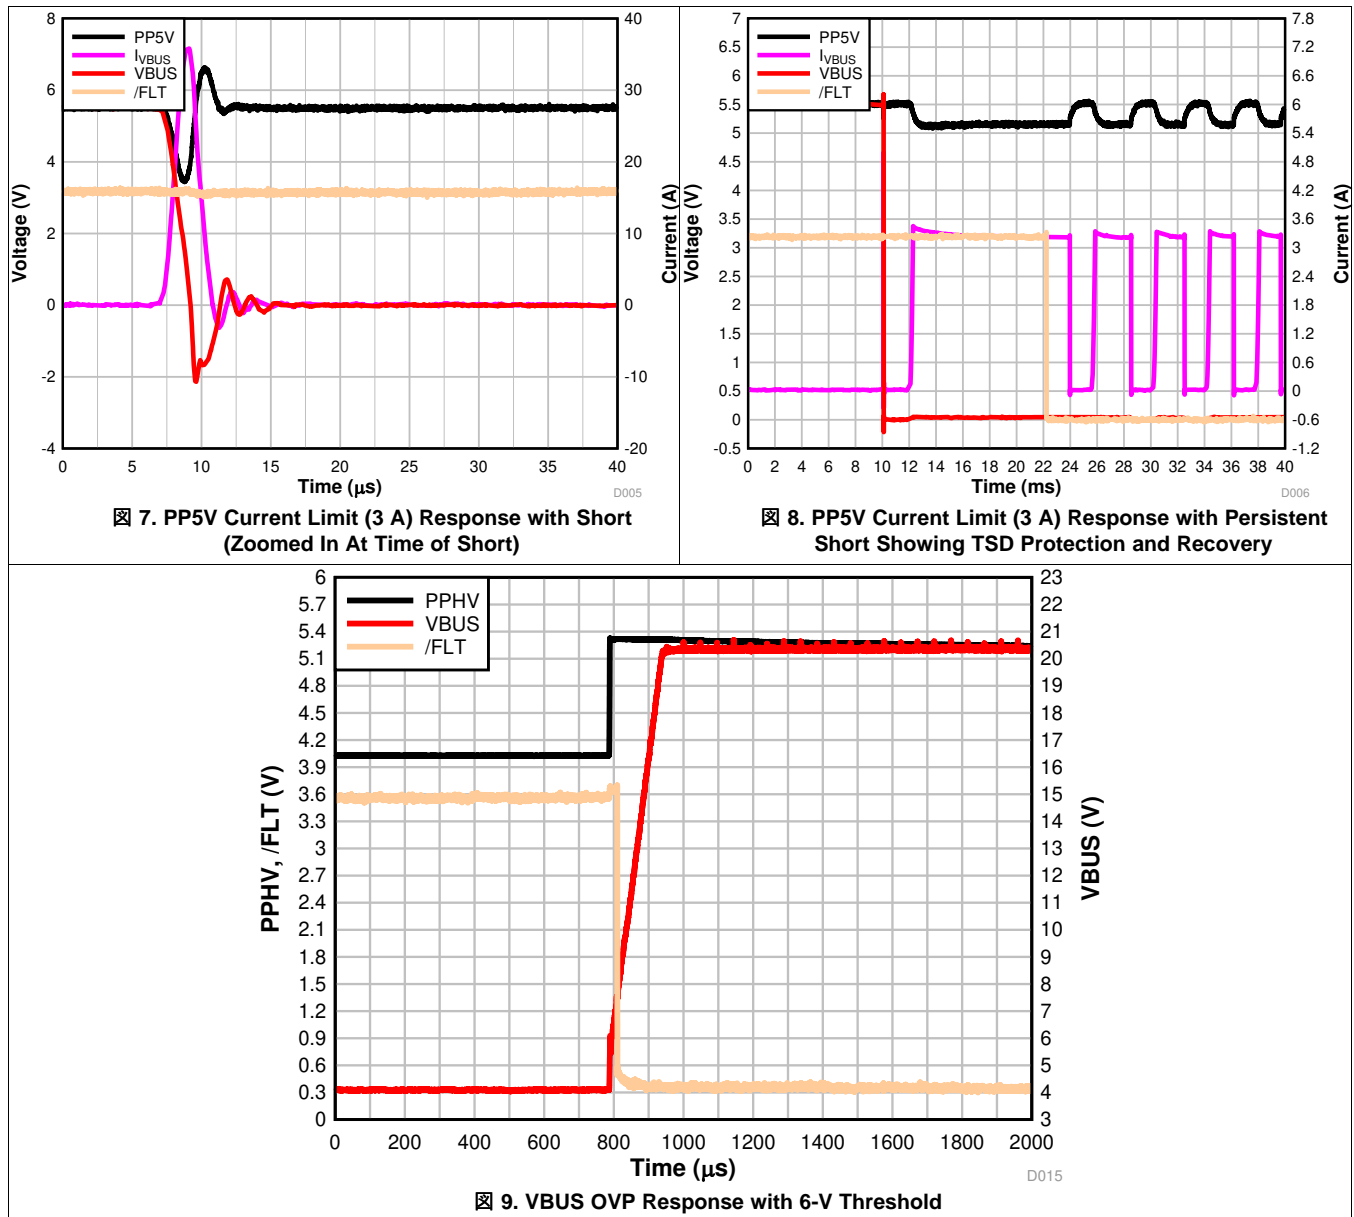 8
6
4
2
0
-2
-4
40
30
20
10
0
-10
-20
PP5V
IVBUS
VBUS
/FLT
Voltage (V)
Current (A)
0 5 10 15 20 25 30 35 40
Time (μs)
D005
図 7. PP5V Current Limit (3 A) Response with Short
(Zoomed In At Time of Short)
7
6.5
6
5.5
5
4.5
4
3.5
3
2.5
2
1.5
1
0.5
0
-0.5
7.8
7.2
6.6
6
5.4
4.8
4.2
3.6
3
2.4
1.8
1.2
0.6
0
-0.6
-1.2
PP5V
IVBUS
VBUS
/FLT
Voltage (V)
Current (A)
0 2 4 6 8 10 12 14 16 18 20 22 24 26 28 30 32 34 36 38 40
Time (ms)
D006
図 8. PP5V Current Limit (3 A) Response with Persistent
Short Showing TSD Protection and Recovery
6
5.7
5.4
5.1
4.8
4.5
4.2
3.9
3.6
3.3
3
2.7
2.4
2.1
1.8
1.5
1.2
0.9
0.6
0.3
0
23
22
21
20
19
18
17
16
15
14
13
12
11
10
9
8
7
6
5
4
3
PPHV
VBUS
/FLT
PPHV, /FLT (V)
VBUS (V)
0 200 400 600 800 1000 1200 1400 1600 1800 2000
Time (μs)
D015
図 9. VBUS OVP Response with 6-V Threshold